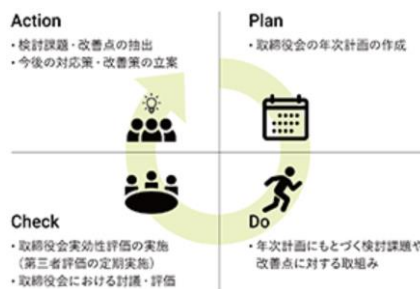 Action
・検討課題・改善点の抽出
・今後の対応策・改善策の立案
Plan
・取締役会の年次計画の作成
Check
・取締役会実効性評価の実施
（第三者評価の定期実施）
・取締役会における討議・評価
Do
・年次計画にもとづく検討課題や
改善点に対する取組み